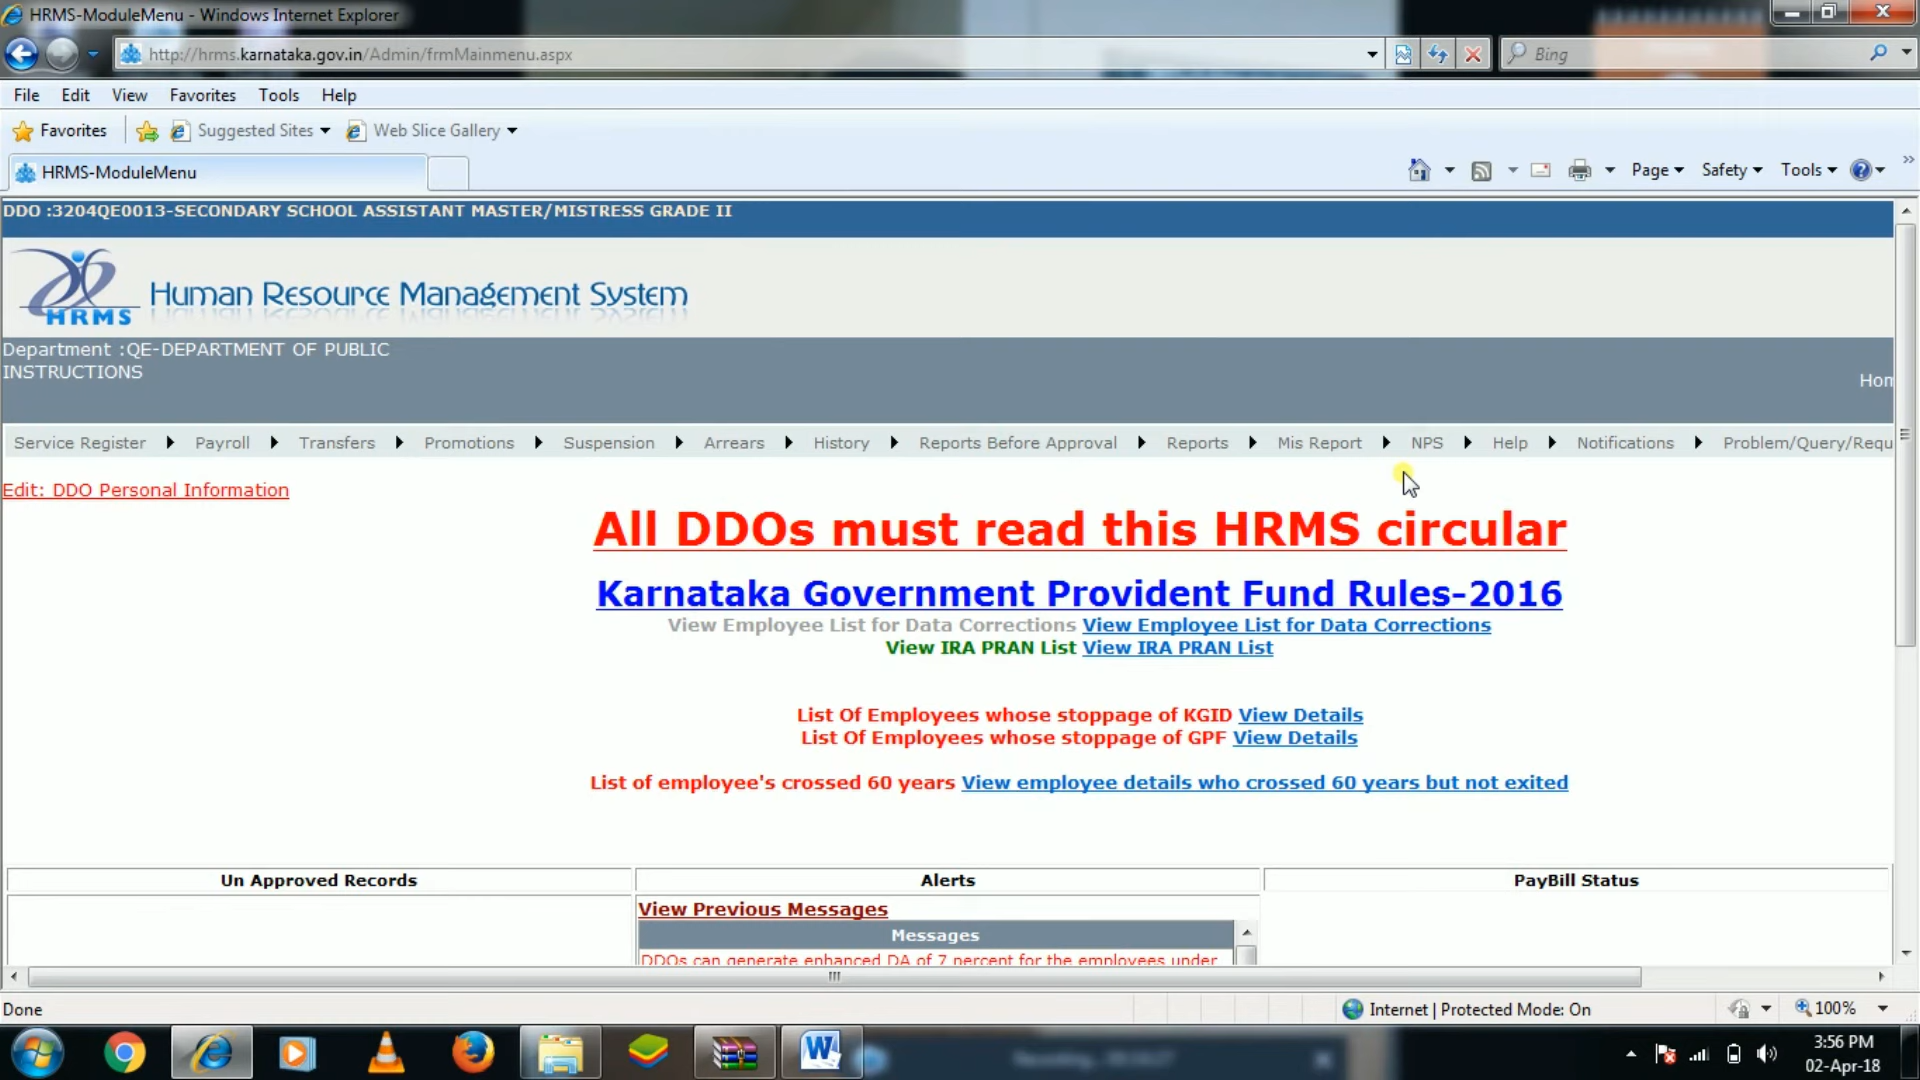 HRMS-ModuleMenu - Windows Internet Explorer
http://hrms.karnataka.gov.in/Admin/frmMainmenu.aspx
Bing
File Edit View Favorites Tools Help
Favorites Suggested Sites Web Slice Gallery
HRMS-ModuleMenu
Page Safety Tools
DDO :3204QE0013-SECONDARY SCHOOL ASSISTANT MASTER/MISTRESS GRADE II
HRMS Human Resource Management System
Department :QE-DEPARTMENT OF PUBLIC
INSTRUCTIONS
Hom
Service Register Payroll Transfers Promotions Suspension Arrears History Reports Before Approval Reports Mis Report NPS Help Notifications Problem/Query/Requ
Edit: DDO Personal Information
All DDOs must read this HRMS circular
Karnataka Government Provident Fund Rules-2016
View Employee List for Data Corrections View Employee List for Data Corrections
View IRA PRAN List View IRA PRAN List
List Of Employees whose stoppage of KGID View Details
List Of Employees whose stoppage of GPF View Details
List of employee's crossed 60 years View employee details who crossed 60 years but not exited
Un Approved Records Alerts PayBill Status
View Previous Messages
Messages
DDOs can generate enhanced DA of 7 percent for the employees under
Done
Internet | Protected Mode: On
100%
3:56 PM
02-Apr-18